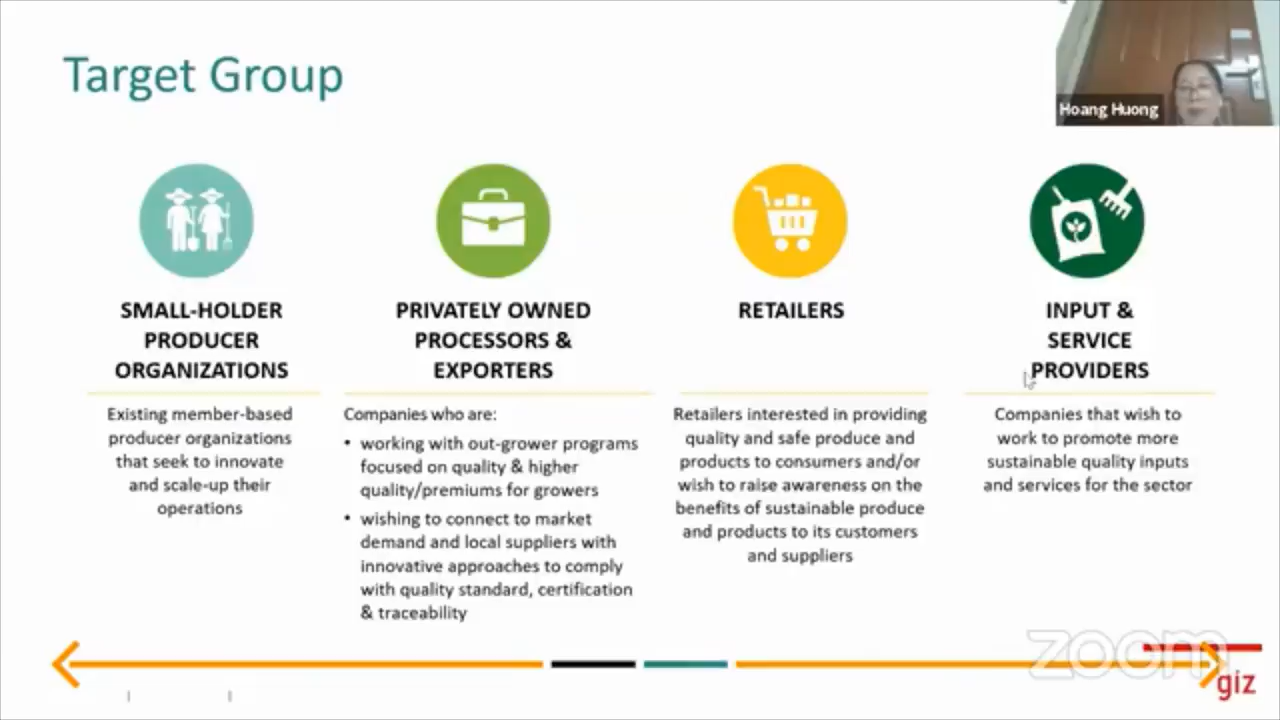 Target Group
Hoang Huong
SMALL-HOLDER
PRODUCER
ORGANIZATIONS
Existing member-based
producer organizations
that seek to innovate
and scale-up their
operations
PRIVATELY OWNED
PROCESSORS &
EXPORTERS
Companies who are:
• working with out-grower programs
focused on quality & higher
quality/premiums for growers
• wishing to connect to market
demand and local suppliers with
innovative approaches to comply
with quality standard, certification
& traceability
RETAILERS
Retailers interested in providing
quality and safe produce and
products to consumers and/or
wish to raise awareness on the
benefits of sustainable produce
and products to its customers
and suppliers
INPUT &
SERVICE
PROVIDERS
Companies that wish to
work to promote more
sustainable quality inputs
and services for the sector
zoom
giz